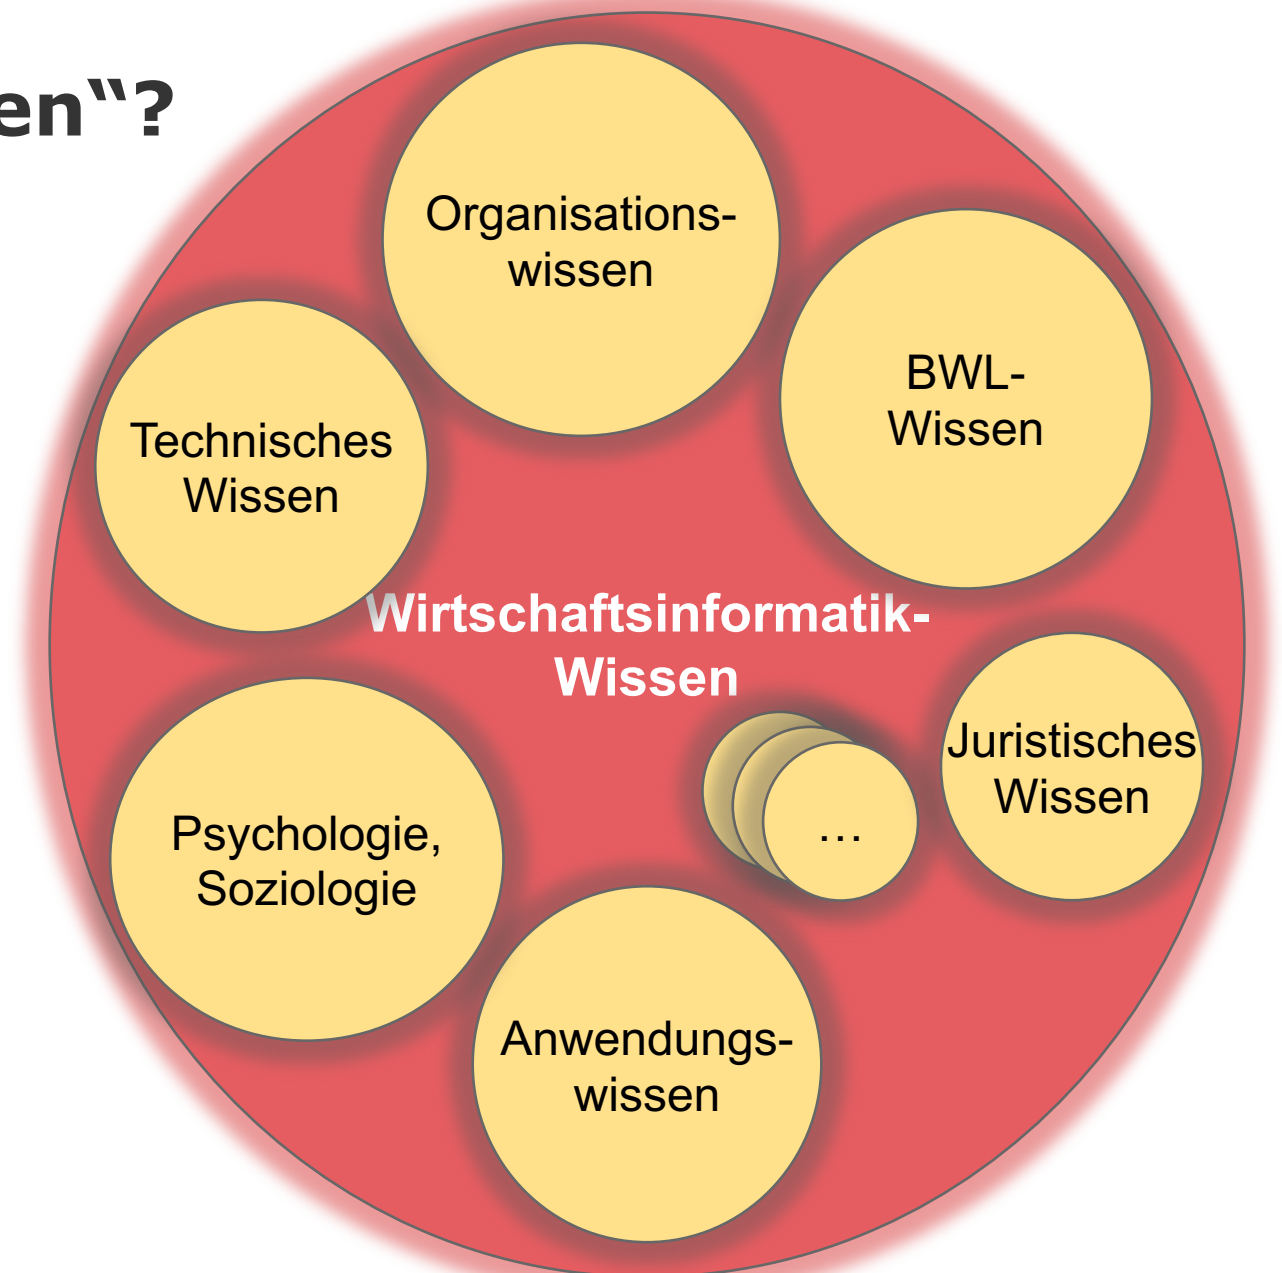 en“?
Organisations-
wissen
BWL-
Wissen
Technisches
Wissen
Wirtschaftsinformatik-
Wissen
Juristisches
Wissen
…
Psychologie,
Soziologie
Anwendungs-
wissen